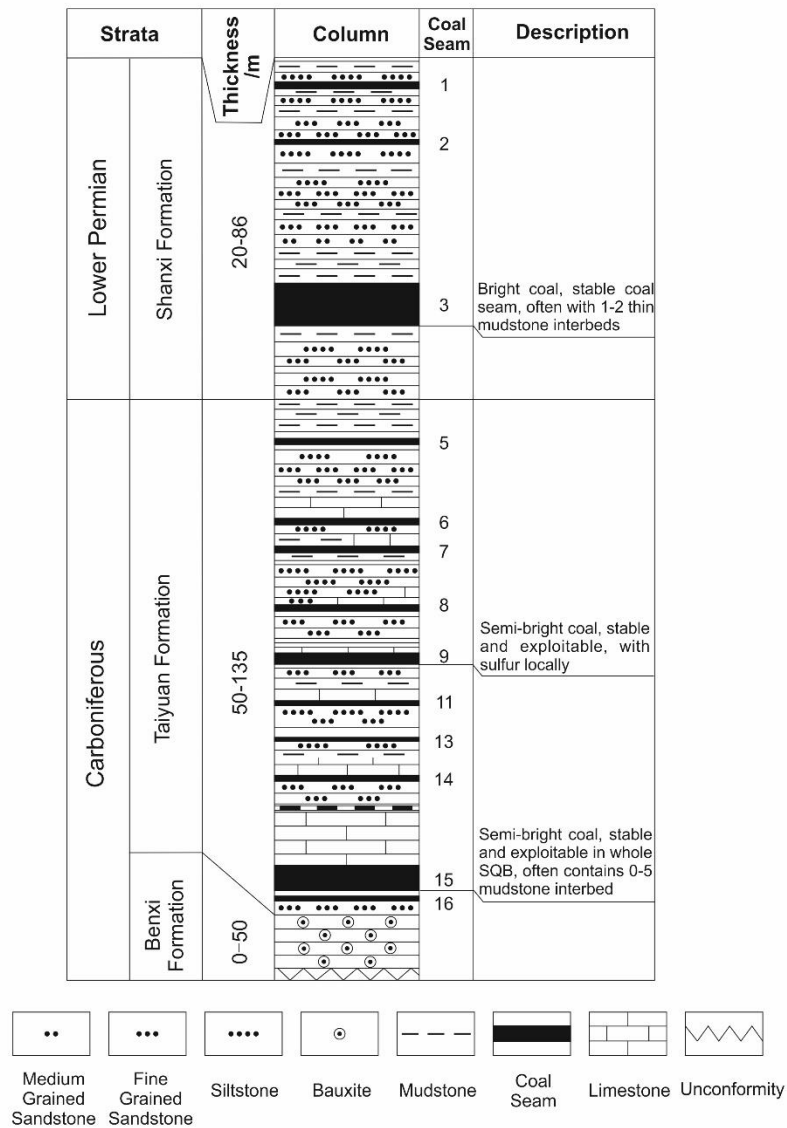 Strata
Thickness
/m
Column
Coal
Seam
Description
Lower Permian
Shanxi Formation
20-86
1
2
3
Bright coal, stable coal
seam, often with 1-2 thin
mudstone interbeds
Carboniferous
Taiyuan Formation
50-135
5
6
7
8
9
Semi-bright coal, stable
and exploitable, with
sulfur locally
11
13
14
15
Semi-bright coal, stable
and exploitable in whole
SQB, often contains 0-5
mudstone interbed
16
Benxi
Formation
0-50
Medium
Grained
Sandstone
Fine
Grained
Sandstone
Siltstone
Bauxite
Mudstone
Coal
Seam
Limestone
Unconformity